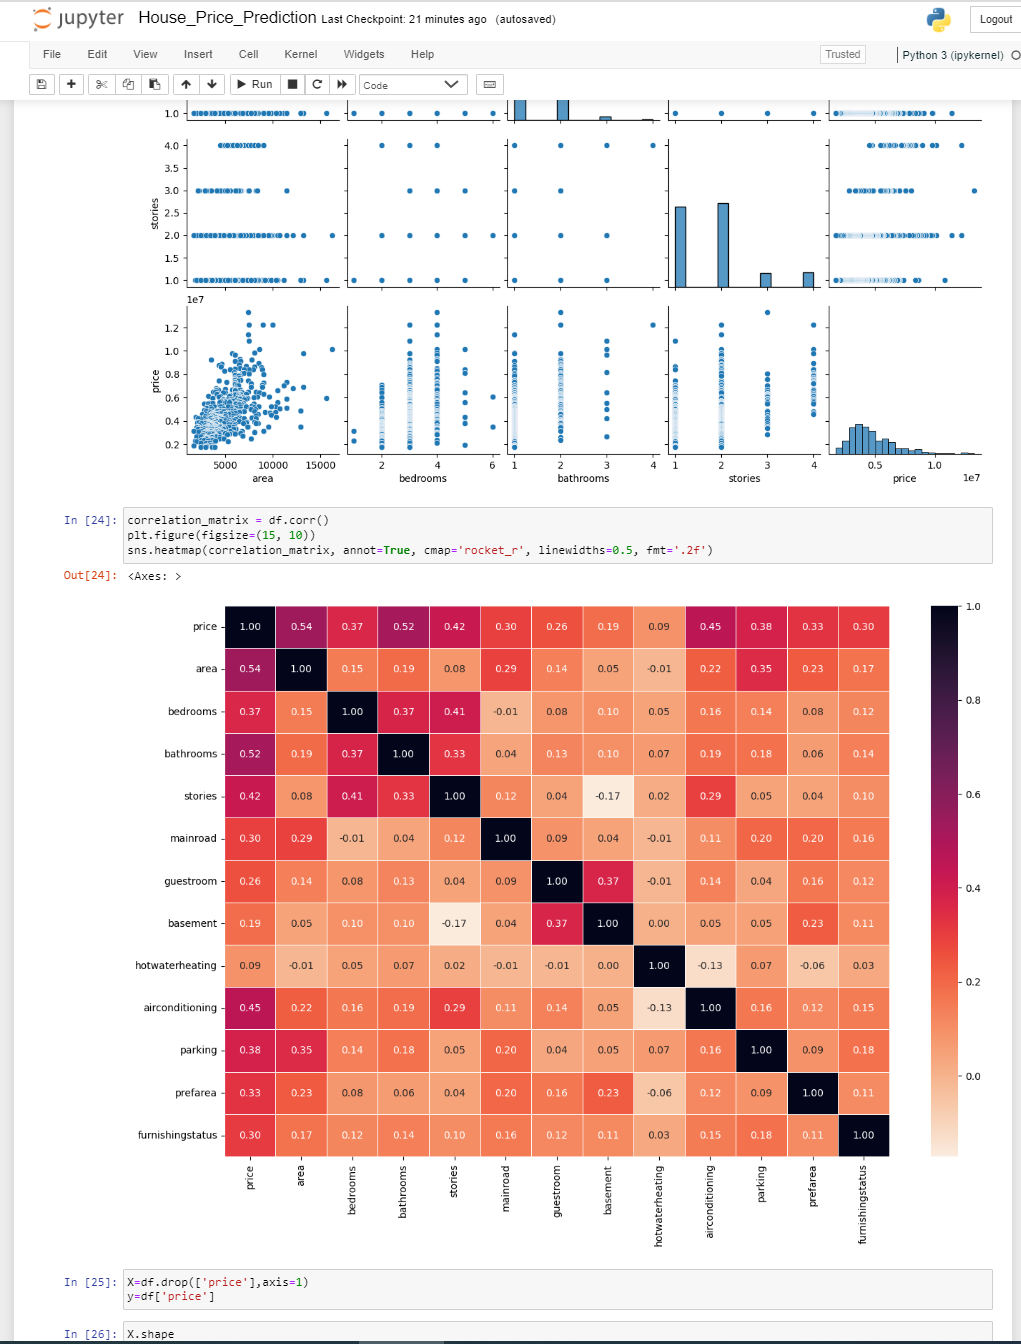 jupyter House_Price_Prediction Last Checkpoint: 21 minutes ago (autosaved)
Logout
File Edit View Insert Cell Kernel Widgets Help
Trusted
Python 3 (ipykernel)
Run
Code
1.0
4.0
3.5
3.0
2.5
2.0
1.5
1.0
stories
1e7
1.2
1.0
0.8
0.6
0.4
0.2
price
5000 10000 15000 2 4 6 1 2 3 4 1 2 3 4 0.5 1.0
area bedrooms bathrooms stories price 1e7
In [24]: correlation_matrix = df.corr()
plt.figure(figsize=(15, 10))
sns.heatmap(correlation_matrix, annot=True, cmap='rocket_r', linewidths=0.5, fmt='.2f')
Out[24]: <Axes: >
price 1.00 0.54 0.37 0.52 0.42 0.30 0.26 0.19 0.09 0.45 0.38 0.33 0.30
area 0.54 1.00 0.15 0.19 0.08 0.29 0.14 0.05 -0.01 0.22 0.35 0.23 0.17
bedrooms 0.37 0.15 1.00 0.37 0.41 -0.01 0.08 0.10 0.05 0.16 0.14 0.08 0.12
bathrooms 0.52 0.19 0.37 1.00 0.33 0.04 0.13 0.10 0.07 0.19 0.18 0.06 0.14
stories 0.42 0.08 0.41 0.33 1.00 0.12 0.04 -0.17 0.02 0.29 0.05 0.04 0.10
mainroad 0.30 0.29 -0.01 0.04 0.12 1.00 0.09 0.04 -0.01 0.11 0.20 0.20 0.16
guestroom 0.26 0.14 0.08 0.13 0.04 0.09 1.00 0.37 -0.01 0.14 0.04 0.16 0.12
basement 0.19 0.05 0.10 0.10 -0.17 0.04 0.37 1.00 0.00 0.05 0.05 0.23 0.11
hotwaterheating 0.09 -0.01 0.05 0.07 0.02 -0.01 -0.01 0.00 1.00 -0.13 0.07 -0.06 0.03
airconditioning 0.45 0.22 0.16 0.19 0.29 0.11 0.14 0.05 -0.13 1.00 0.16 0.12 0.15
parking 0.38 0.35 0.14 0.18 0.05 0.20 0.04 0.05 0.07 0.16 1.00 0.09 0.18
prefarea 0.33 0.23 0.08 0.06 0.04 0.20 0.16 0.23 -0.06 0.12 0.09 1.00 0.11
furnishingstatus 0.30 0.17 0.12 0.14 0.10 0.16 0.12 0.11 0.03 0.15 0.18 0.11 1.00
price area bedrooms bathrooms stories mainroad guestroom basement hotwaterheating airconditioning parking prefarea furnishingstatus
1.0
0.8
0.6
0.4
0.2
0.0
In [25]: X=df.drop(['price'],axis=1)
y=df['price']
In [26]: X.shape